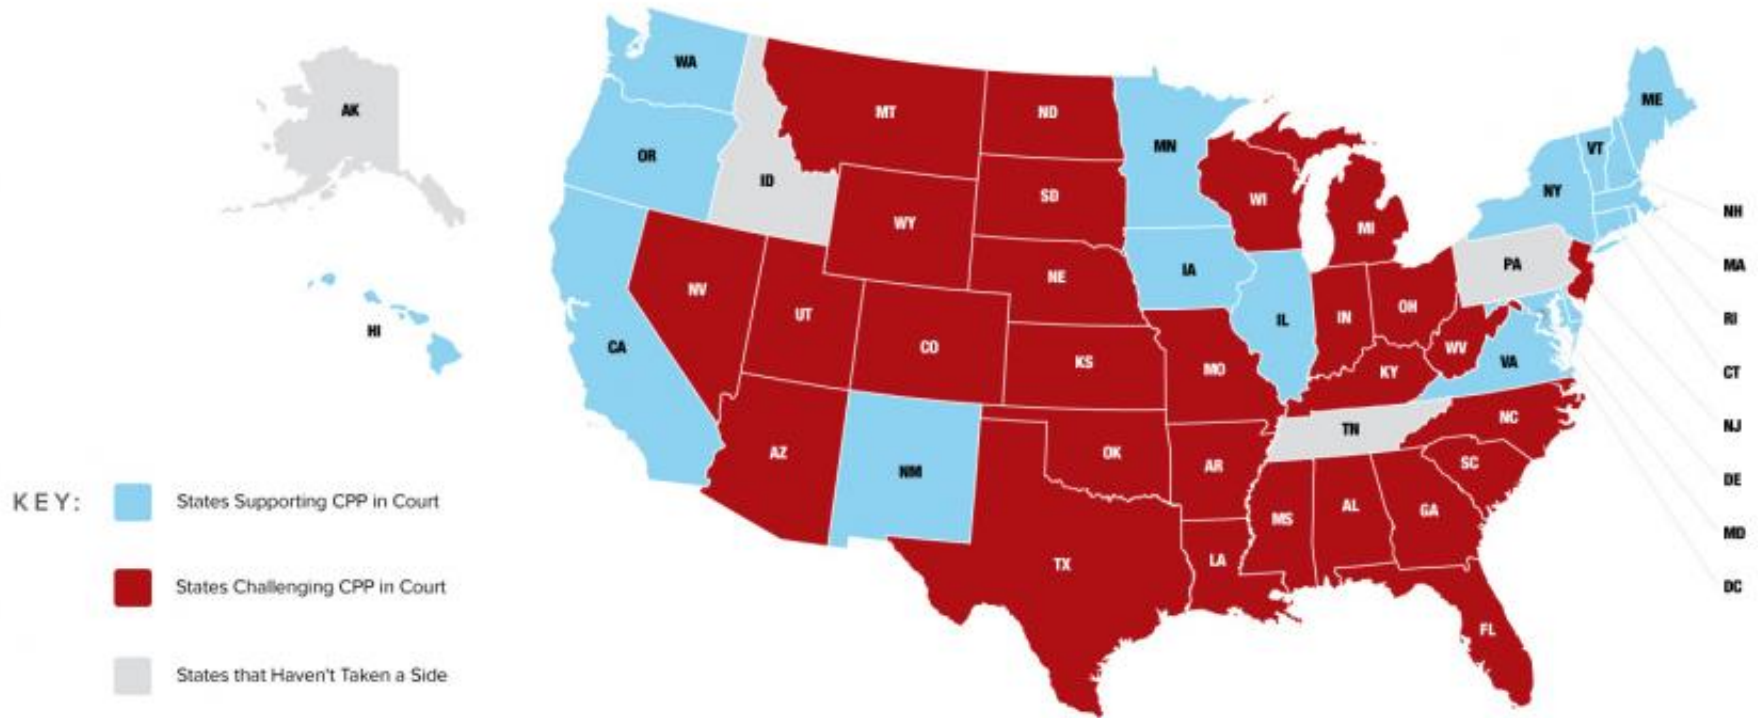 WA
ME
AK
MT
ND
MN
VT
OR
ID
SD
WI
NY
NH
WY
MI
MA
NE
IA
PA
NV
UT
IN
OH
RI
HI
IL
CA
CO
KS
MO
KY
WV
VA
CT
NC
NJ
AZ
NM
OK
AR
TN
SC
DE
MS
AL
GA
MD
TX
LA
DC
FL
KEY:
States Supporting CPP in Court
States Challenging CPP in Court
States that Haven't Taken a Side